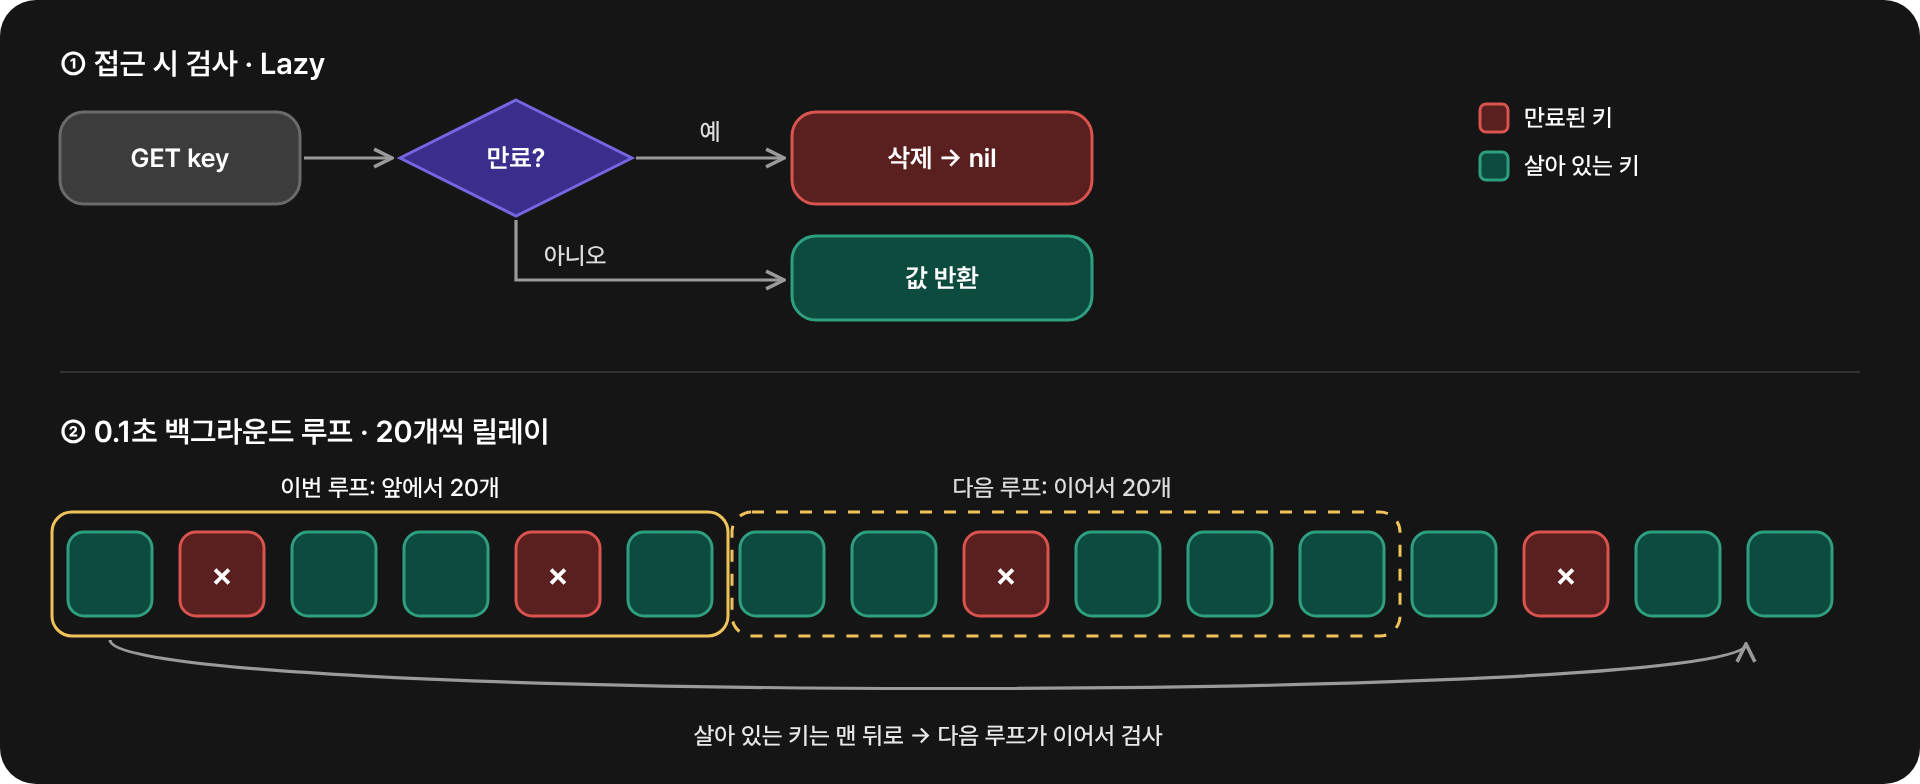 ① 접근 시 검사 · Lazy
GET key
만료?
예
삭제 → nil
아니오
값 반환
만료된 키
살아 있는 키
② 0.1초 백그라운드 루프 · 20개씩 릴레이
이번 루프: 앞에서 20개
다음 루프: 이어서 20개
× × × ×
살아 있는 키는 맨 뒤로 → 다음 루프가 이어서 검사